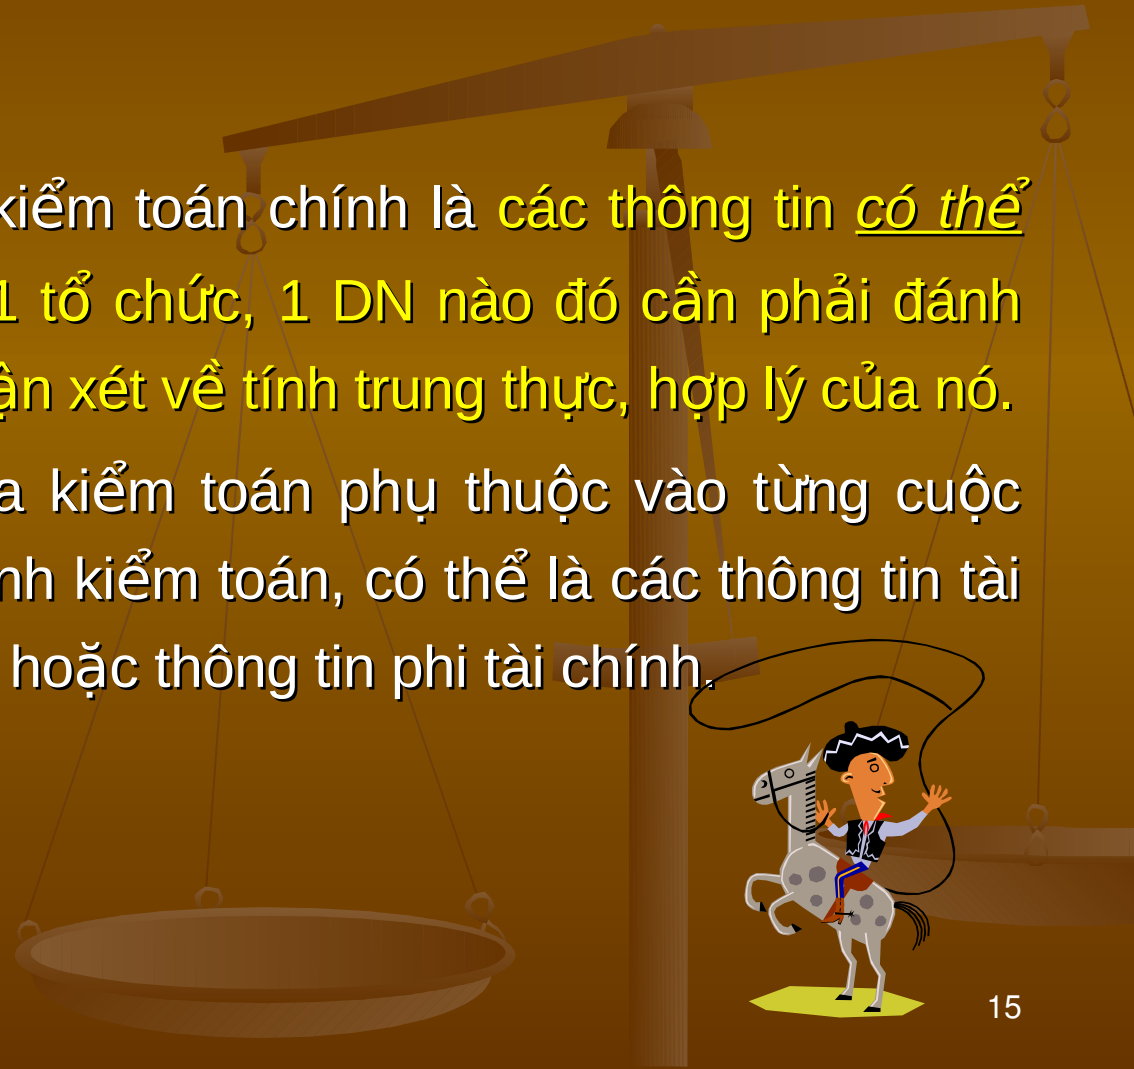 kiểm toán chính là các thông tin có thể
1 tổ chức, 1 DN nào đó cần phải đánh
ận xét về tính trung thực, hợp lý của nó.
a kiểm toán phụ thuộc vào từng cuộc
nh kiểm toán, có thể là các thông tin tài
hoặc thông tin phi tài chính.
15